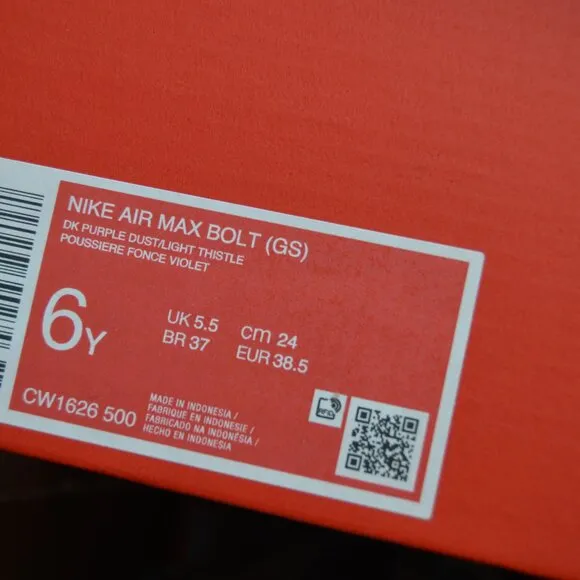 NIKE AIR MAX BOLT (GS)
DK PURPLE DUST/LIGHT THISTLE
POUSSIERE FONCE VIOLET
6Y
UK 5.5 cm 24
BR 37 EUR 38.5
CW1626 500
MADE IN INDONESIA /
FABRIQUE EN INDONESIE /
FABRICADO NA INDONÉSIA /
HECHO EN INDONESIA